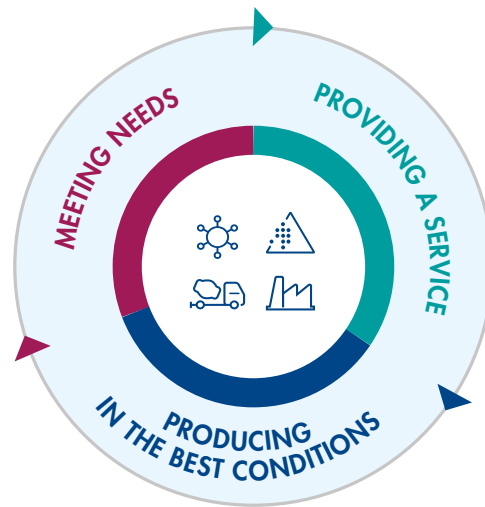 MEETING NEEDS
PROVIDING A SERVICE
PRODUCING
IN THE BEST CONDITIONS